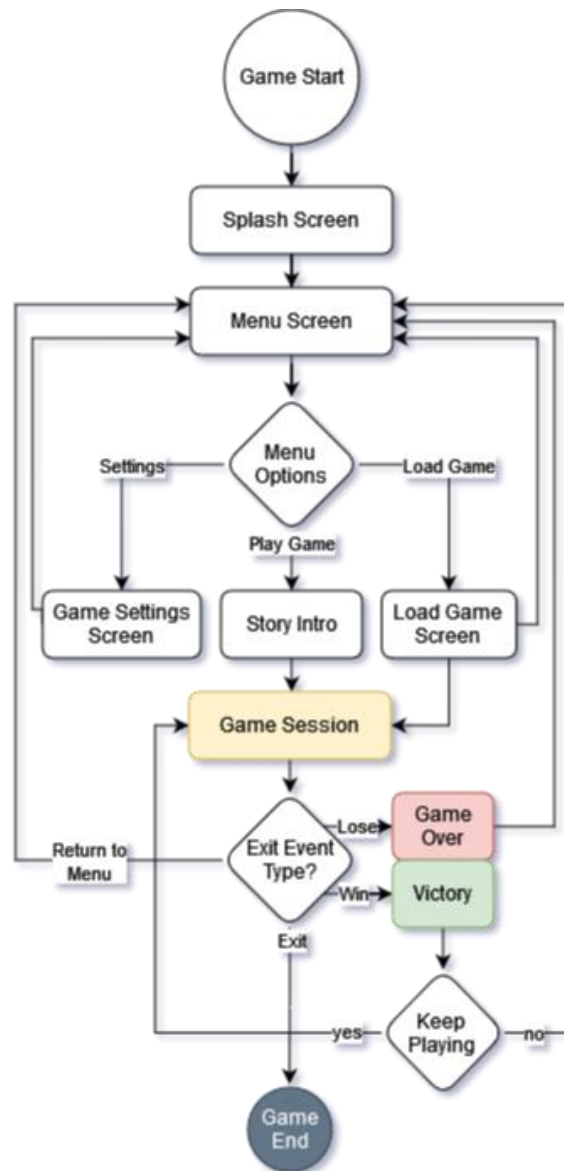 Game Start
Splash Screen
Menu Screen
Menu
Options
Settings
Load Game
Play Game
Game Settings
Screen
Story Intro
Load Game
Screen
Game Session
Exit Event
Type?
Lose
Game
Over
Return to
Menu
Win
Victory
Exit
Keep
Playing
yes
no
Game
End